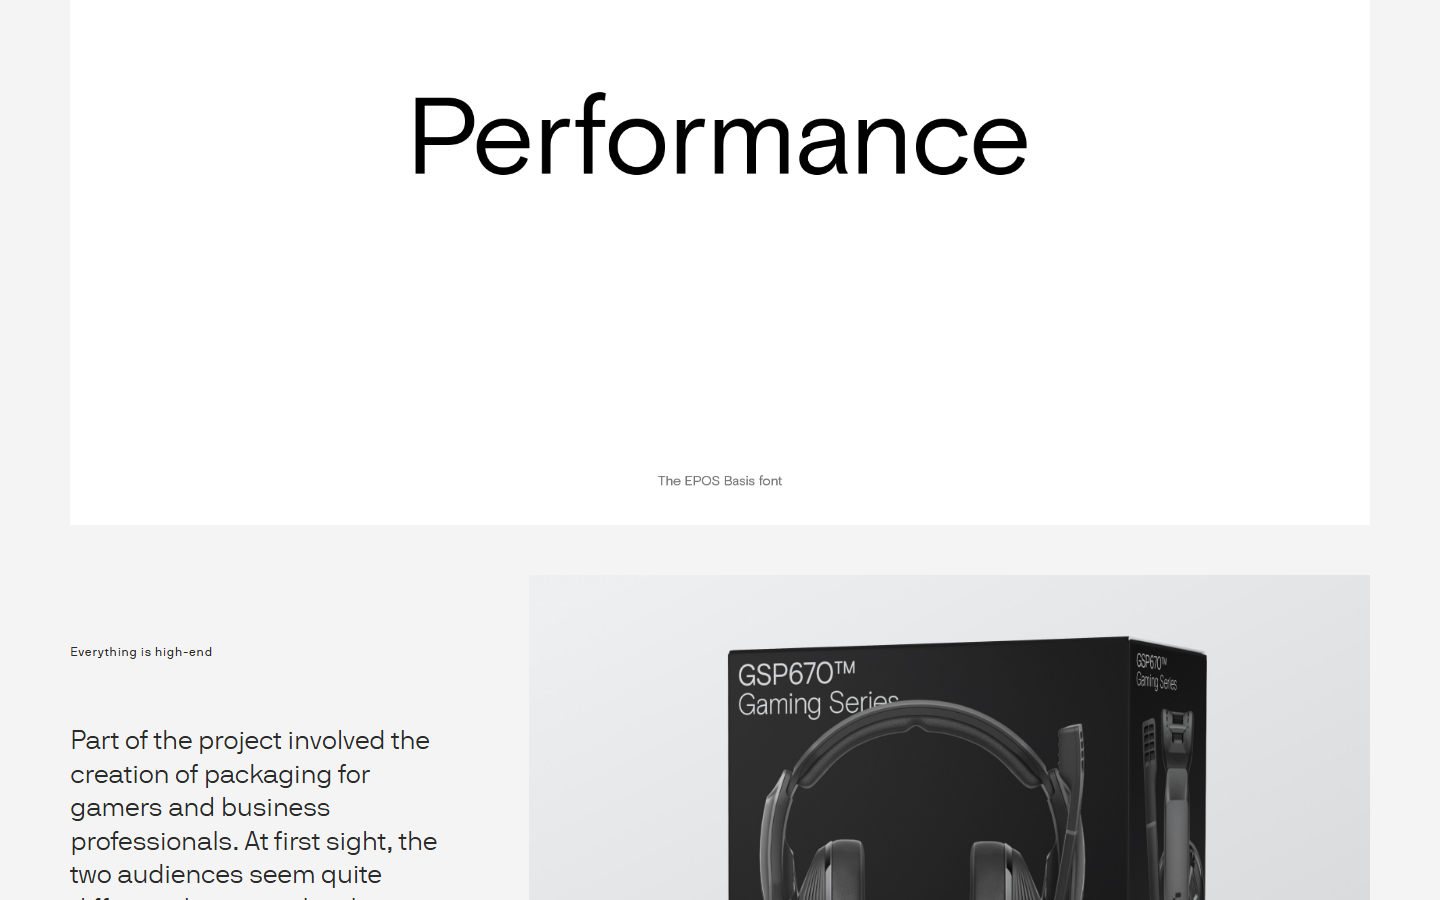 Performance
The EPOS Basis font
Everything is high-end
Part of the project involved the
creation of packaging for
gamers and business
professionals. At first sight, the
two audiences seem quite
GSP670™
Gaming Series
GSP670™
Gaming Series